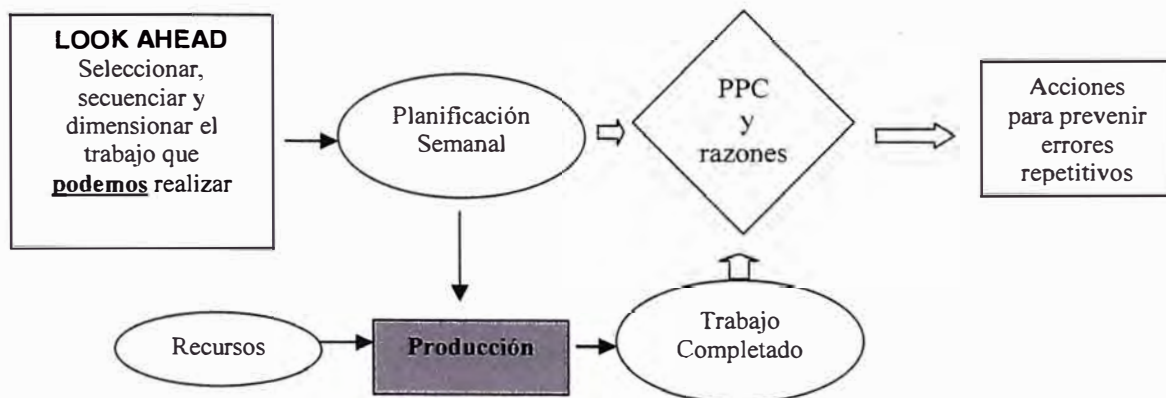 LOOK AHEAD
Seleccionar,
secuenciar y
dimensionar el
trabajo que
podemos realizar
Planificación
Semanal
PPC
y
razones
Acciones
para prevenir
errores
repetitivos
Recursos
Producción
Trabajo
Completado